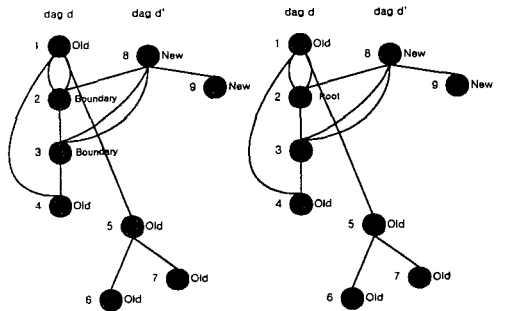 dag d dag d' dag d dag d'
1 Old 8 New 1 Old 8 New
2 Boundary 9 New 2 Root 9 New
3 Boundary 3
4 Old 4 Old
5 Old 5 Old
6 Old 7 Old 6 Old 7 Old